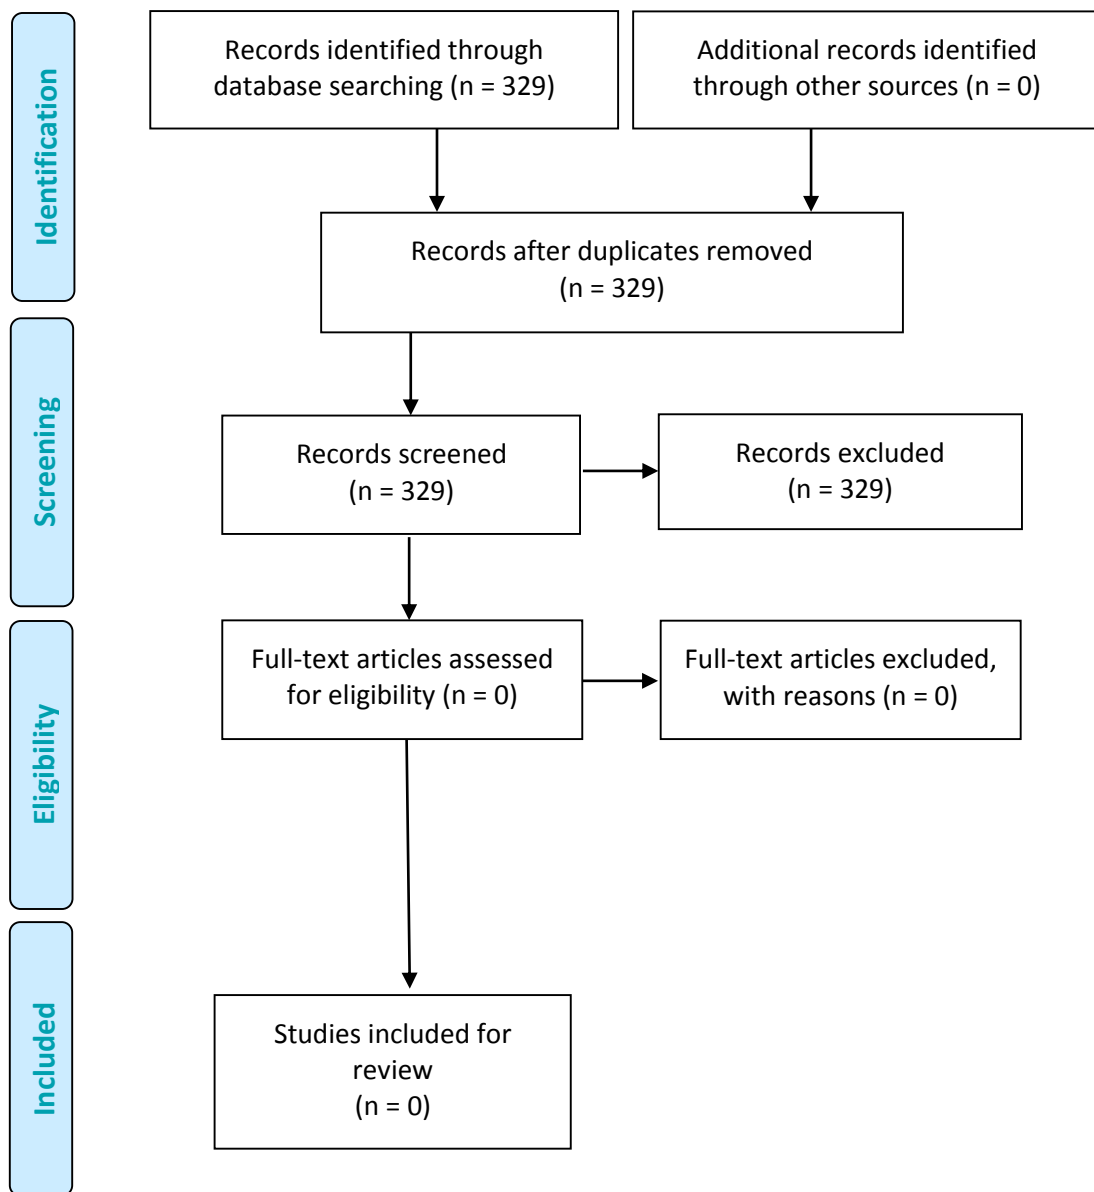 Identification
Records identified through
database searching (n = 329)
Additional records identified
through other sources (n = 0)
Records after duplicates removed
(n = 329)
Screening
Records screened
(n = 329)
Records excluded
(n = 329)
Eligibility
Full-text articles assessed
for eligibility (n = 0)
Full-text articles excluded,
with reasons (n = 0)
Included
Studies included for
review
(n = 0)